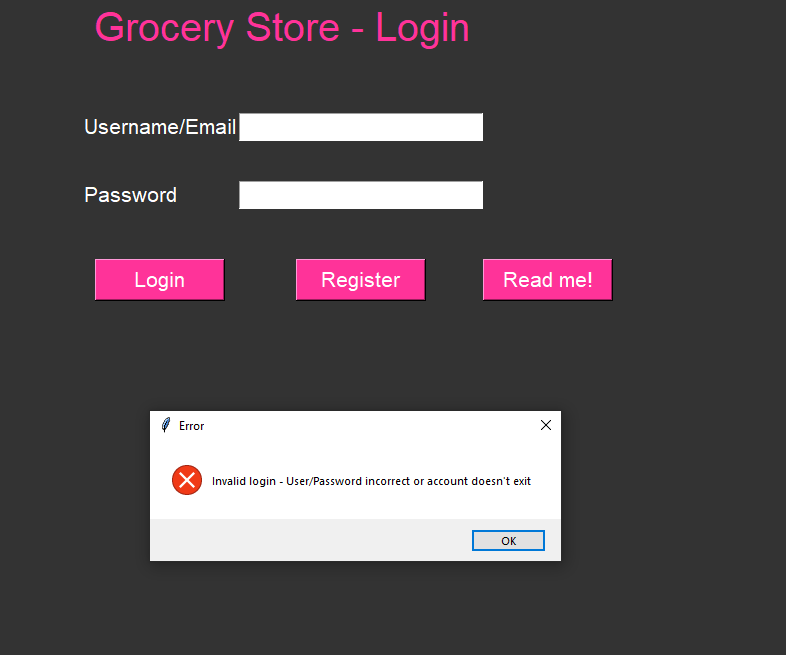 Grocery Store - Login
Username/Email
Password
Login Register Read me!
Error
Invalid login - User/Password incorrect or account doesn't exit
OK